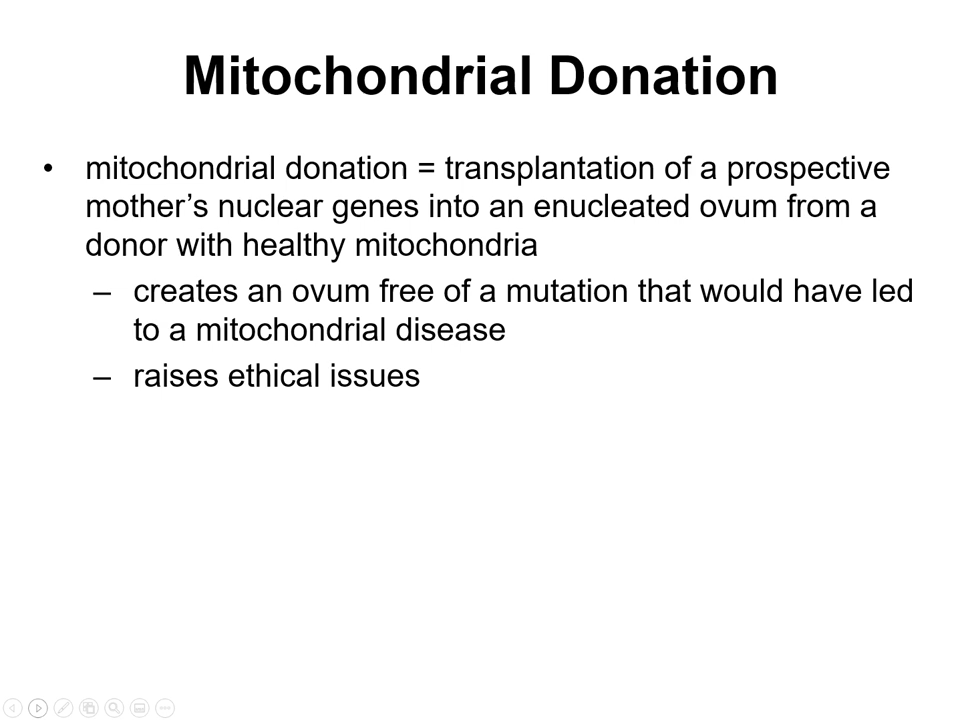 Mitochondrial Donation
• mitochondrial donation = transplantation of a prospective
mother’s nuclear genes into an enucleated ovum from a
donor with healthy mitochondria
– creates an ovum free of a mutation that would have led
to a mitochondrial disease
– raises ethical issues